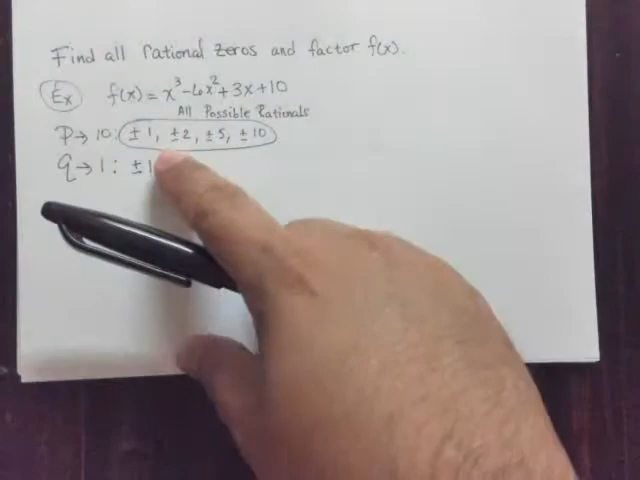 Find all rational zeros and factor f(x).
Ex f(x) = x³-6x²+3x+10
All Possible Rationals
P→ 10: ±1, ±2, ±5, ±10
q→1: ±1